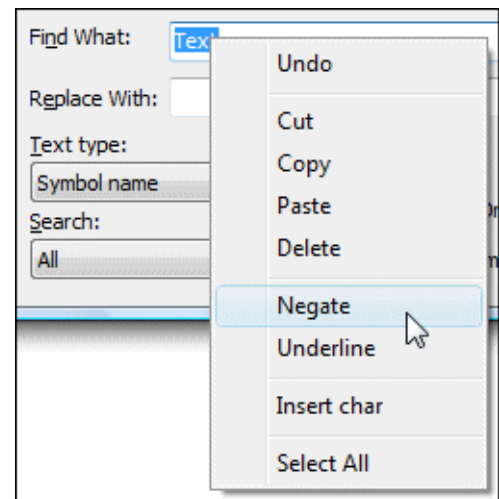 Find What:
Text
Replace With:
Text type:
Symbol name
Search:
All
Undo
Cut
Copy
Paste
Delete
Negate
Underline
Insert char
Select All